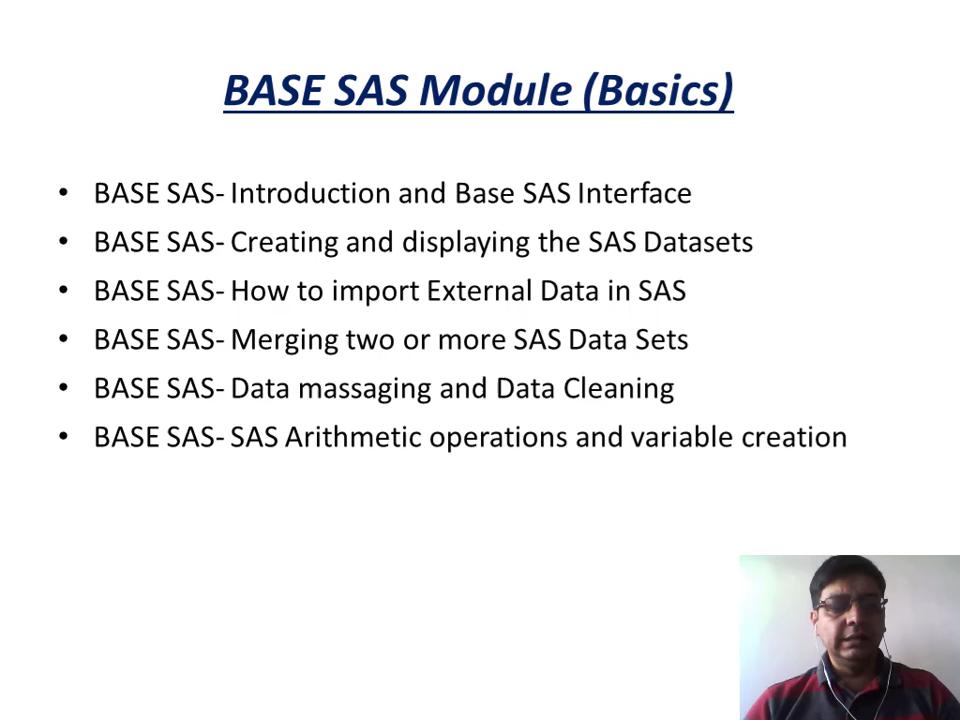 BASE SAS Module (Basics)
• BASE SAS- Introduction and Base SAS Interface
• BASE SAS- Creating and displaying the SAS Datasets
• BASE SAS- How to import External Data in SAS
• BASE SAS- Merging two or more SAS Data Sets
• BASE SAS- Data massaging and Data Cleaning
• BASE SAS- SAS Arithmetic operations and variable creation